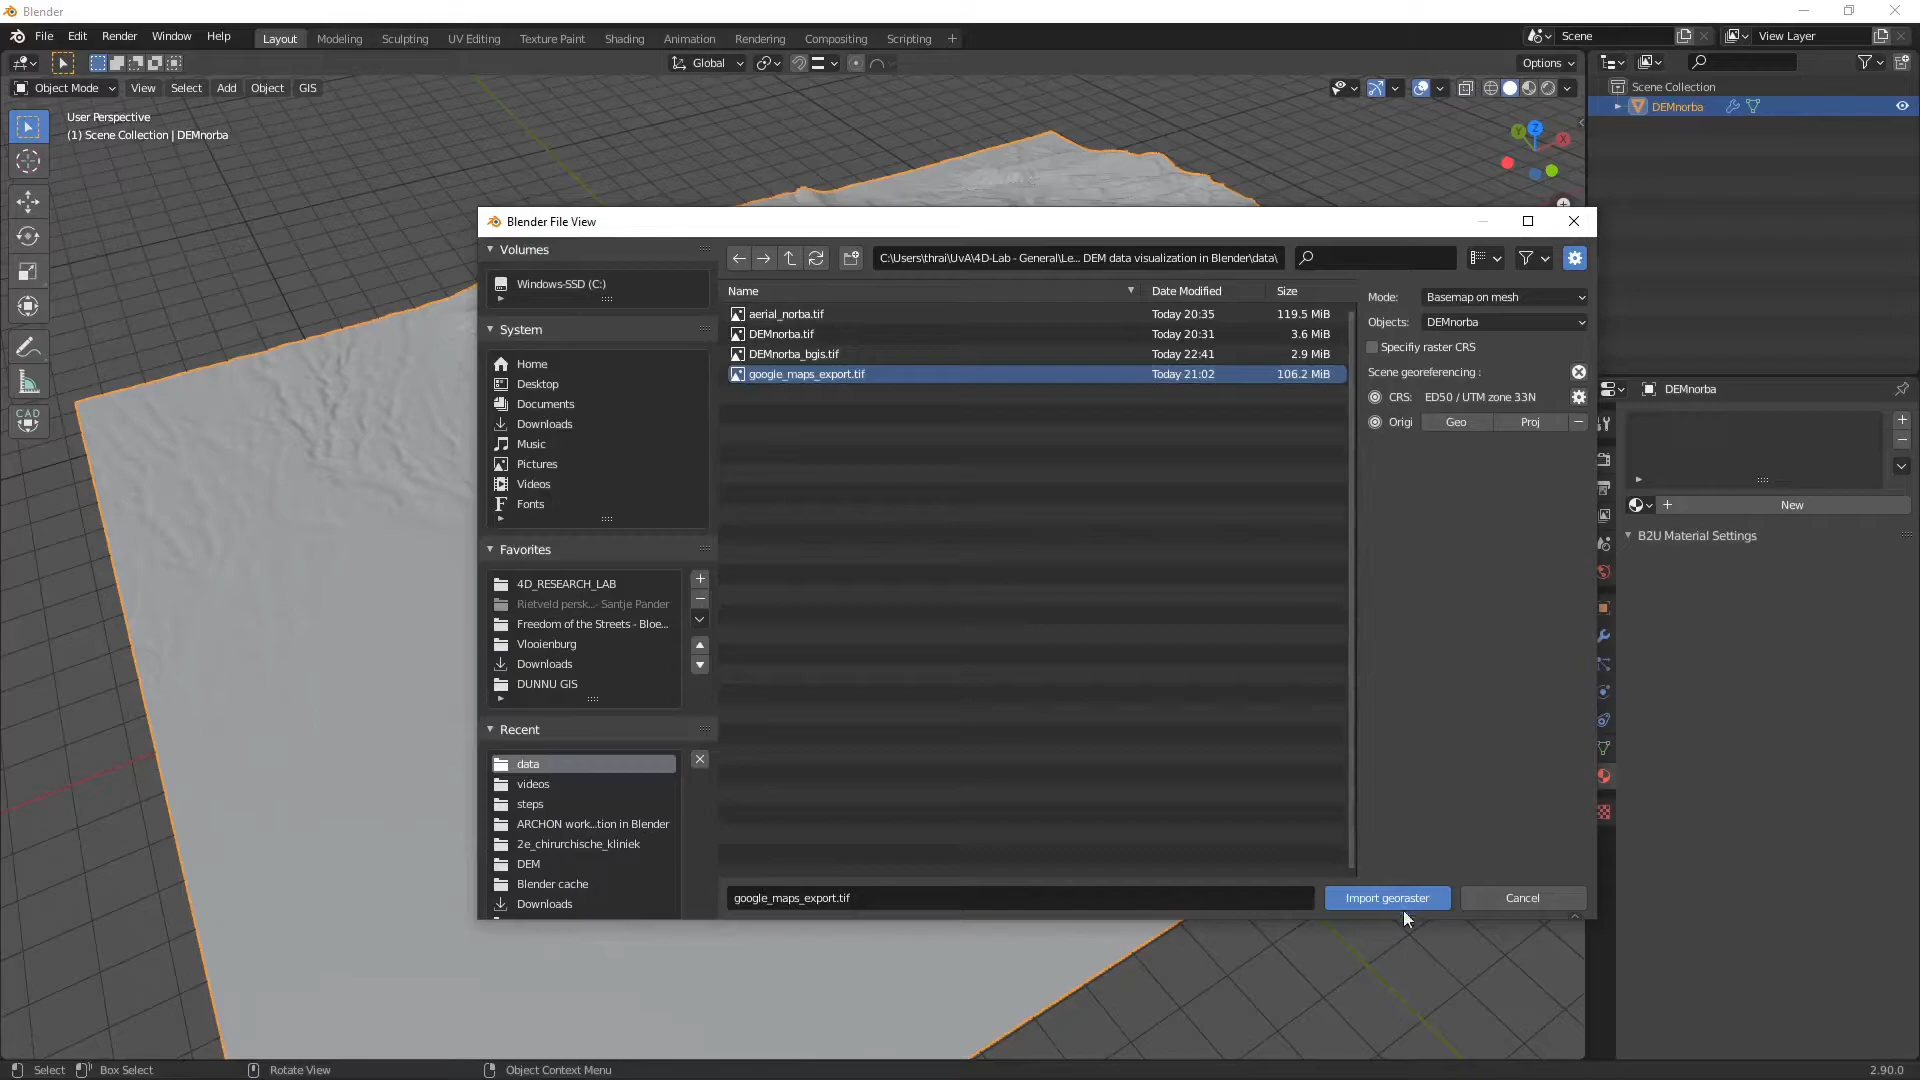 Blender
File Edit Render Window Help Layout Modeling Sculpting UV Editing Texture Paint Shading Animation Rendering Compositing Scripting + Scene View Layer
Global Options
Object Mode View Select Add Object GIS
Scene Collection
DEMnorba
User Perspective
(1) Scene Collection | DEMnorba
Z
Y
X
Blender File View
Volumes
Windows-SSD (C:)
System
Home
Desktop
Documents
Downloads
Music
Pictures
Videos
Fonts
Favorites
4D_RESEARCH_LAB
Rietveld persk...- Santje Pander
Freedom of the Streets - Bloe...
Vlooienburg
Downloads
DUNNU GIS
Recent
data
videos
steps
ARCHON work...tion in Blender
2e_chirurchische_kliniek
DEM
Blender cache
Downloads
C:\Users\thrai\UvA\4D-Lab - General\Le... DEM data visualization in Blender\data\
Name Date Modified Size
aerial_norba.tif Today 20:35 119.5 MiB
DEMnorba.tif Today 20:31 3.6 MiB
DEMnorba_bgis.tif Today 22:41 2.9 MiB
google_maps_export.tif Today 21:02 106.2 MiB
Mode: Basemap on mesh
Objects: DEMnorba
Specifiy raster CRS
Scene georeferencing :
CRS: ED50 / UTM zone 33N
Origi Geo Proj
google_maps_export.tif Import georaster Cancel
CAD
DEMnorba
New
B2U Material Settings
Select Box Select Rotate View Object Context Menu 2.90.0